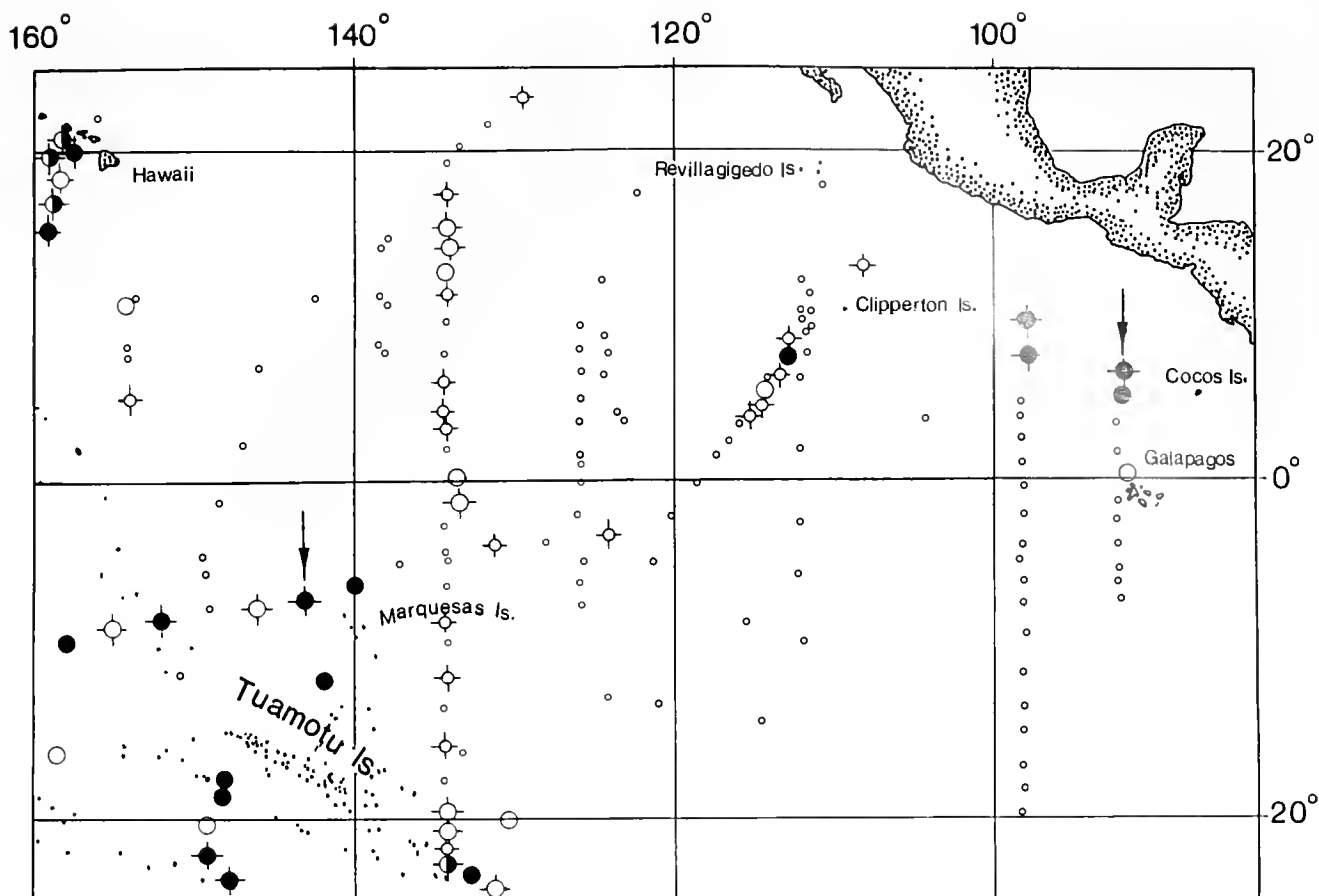 160° 140° 120° 100°
20°
Hawaii
Revillagigedo Is.
Clipperton Is.
Cocos Is.
Galapagos
0°
Marquesas Is.
Tuamotu Is.
20°